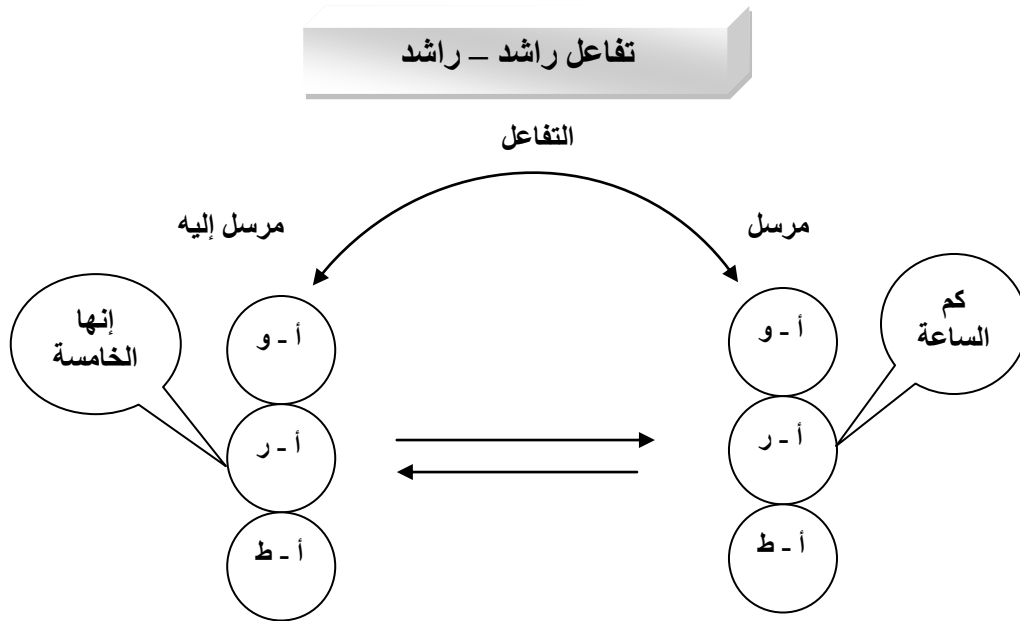 تفاعل راشد – راشد
التفاعل
مرسل
مرسل إليه
كم
الساعة
إنها
الخامسة
أ - و
أ - و
أ - ر
أ - ر
أ - ط
أ - ط